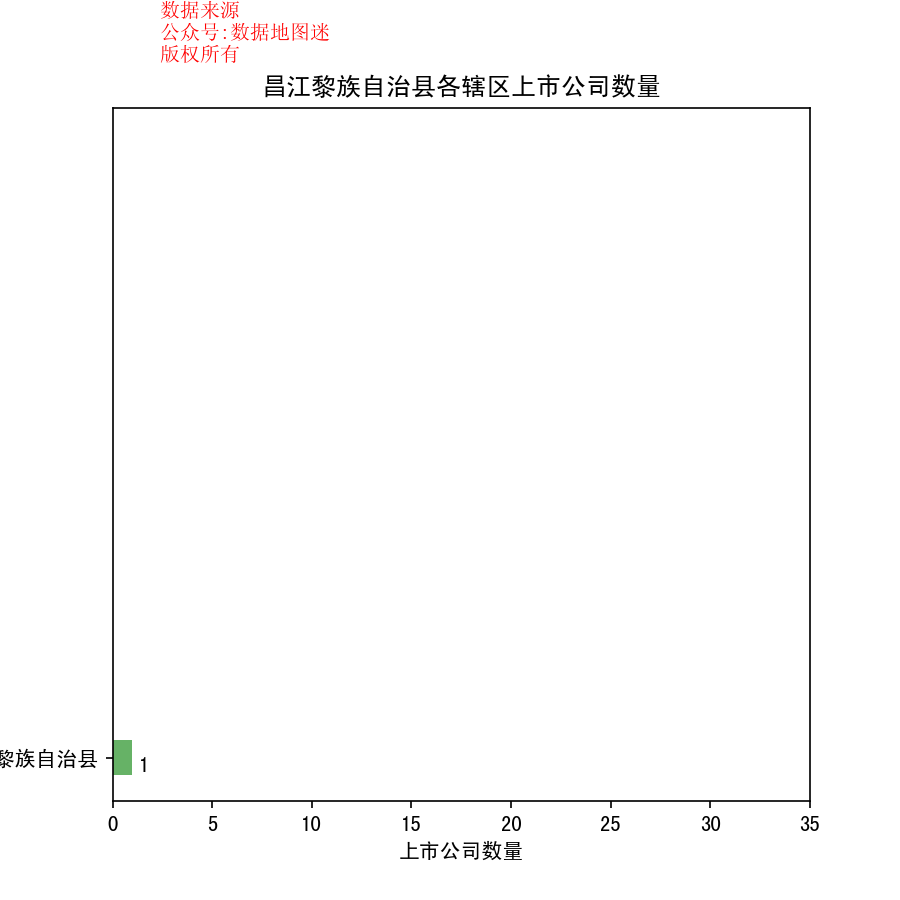 数据来源
公众号:数据地图迷
版权所有
昌江黎族自治县各辖区上市公司数量
黎族自治县
1
0 5 10 15 20 25 30 35
上市公司数量